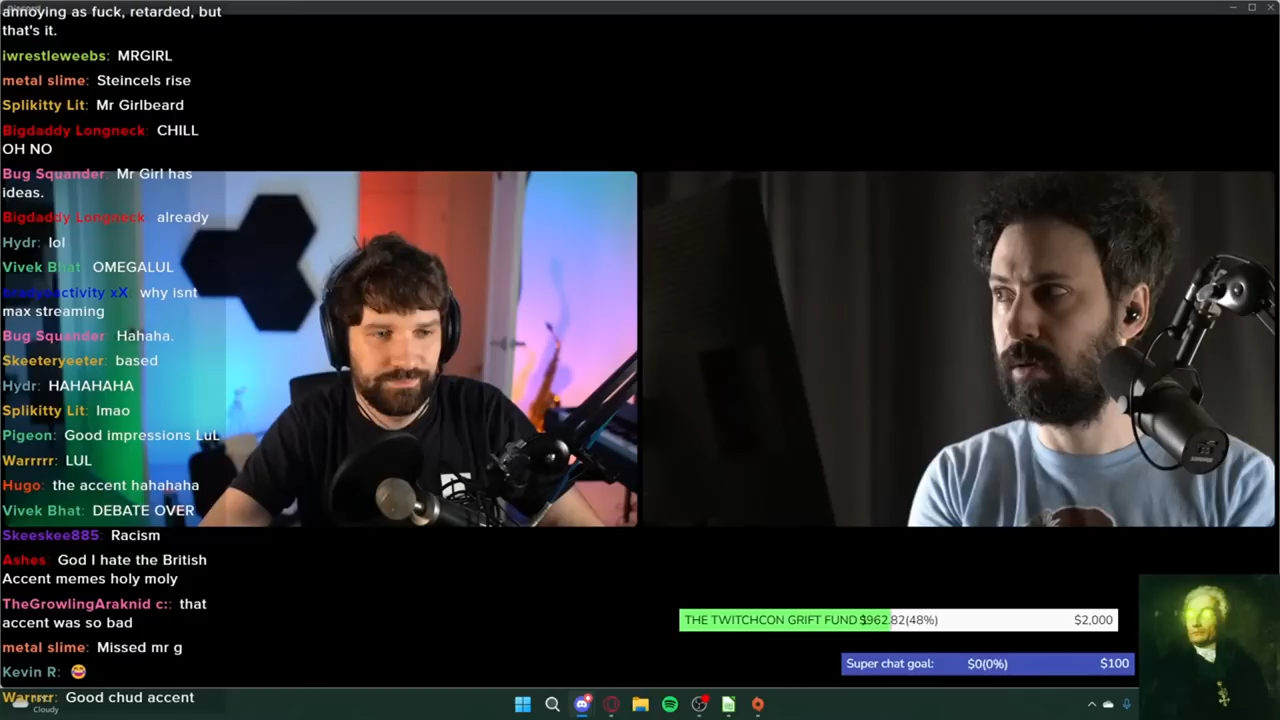 annoying as fuck, retarded, but
that's it.
iwrestleweebs: MRGIRL
metal slime: Steincels rise
Splikitty Lit: Mr Girlbeard
Bigdaddy Longneck: CHILL
OH NO
Bug Squander: Mr Girl has
ideas.
Bigdaddy Longneck already
Hydr: lol
Vivek Bhat OMEGALUL
xX: why isnt
max streaming
Bug Squander Hahaha.
Skeeteryeeter: based
Hydr: HAHAHAHA
Splikitty Lit: lmao
Pigeon: Good impressions LuL
Warrrrr: LUL
Hugo: the accent hahahaha
Vivek Bhat: DEBATE OVER
Skeeskee885: Racism
Ashes: God I hate the British
Accent memes holy moly
TheGrowlingAraknid c:: that
accent was so bad
metal slime: Missed mr g
Kevin R: 😂
Warrrrr: Good chud accent
Cloudy
THE TWITCHCON GRIFT FUND $962.82(48%) $2,000
Super chat goal: $0(0%) $100